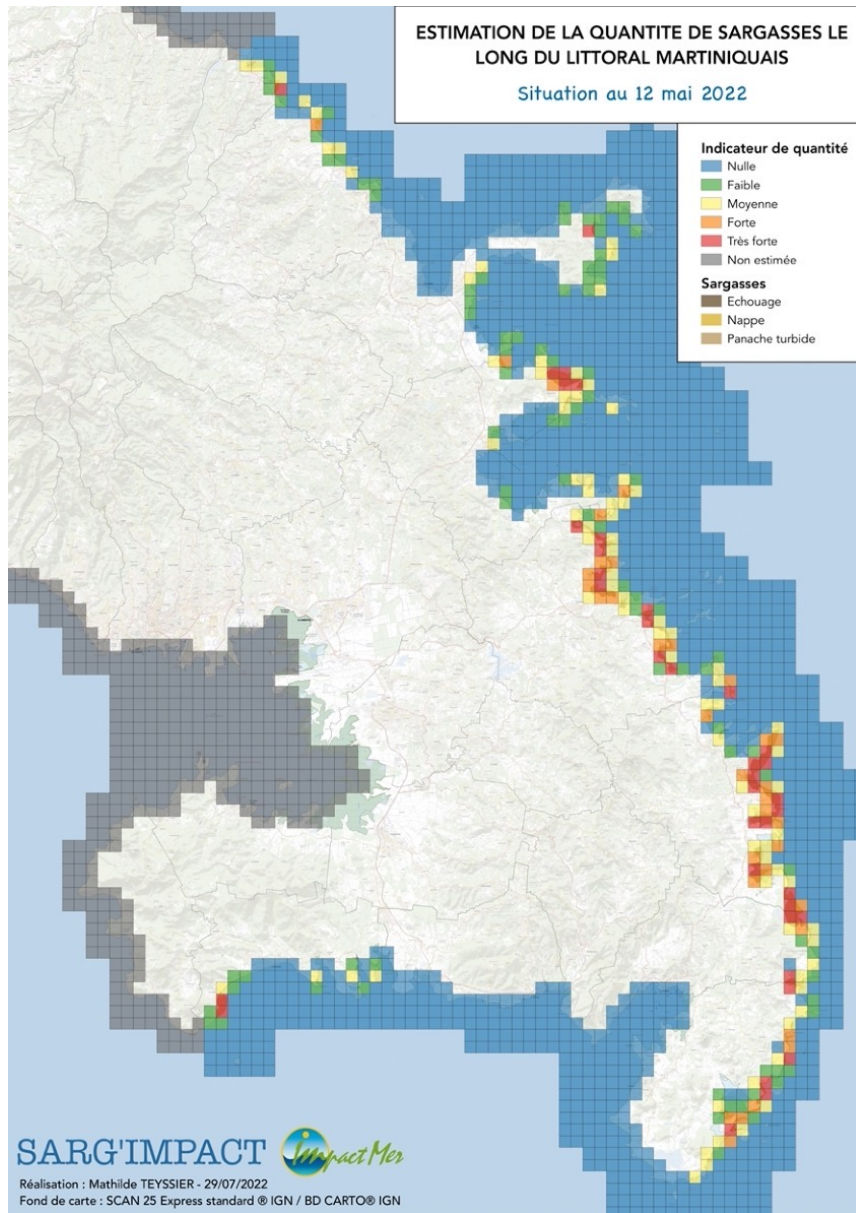 ESTIMATION DE LA QUANTITE DE SARGASSES LE
LONG DU LITTORAL MARTINIQUAIS
Situation au 12 mai 2022
Indicateur de quantité
Nulle
Faible
Moyenne
Forte
Très forte
Non estimée
Sargasses
Echouage
Nappe
Panache turbide
SARG'IMPACT
Impact Mer
Réalisation : Mathilde TEYSSIER - 29/07/2022
Fond de carte : SCAN 25 Express standard ® IGN / BD CARTO® IGN